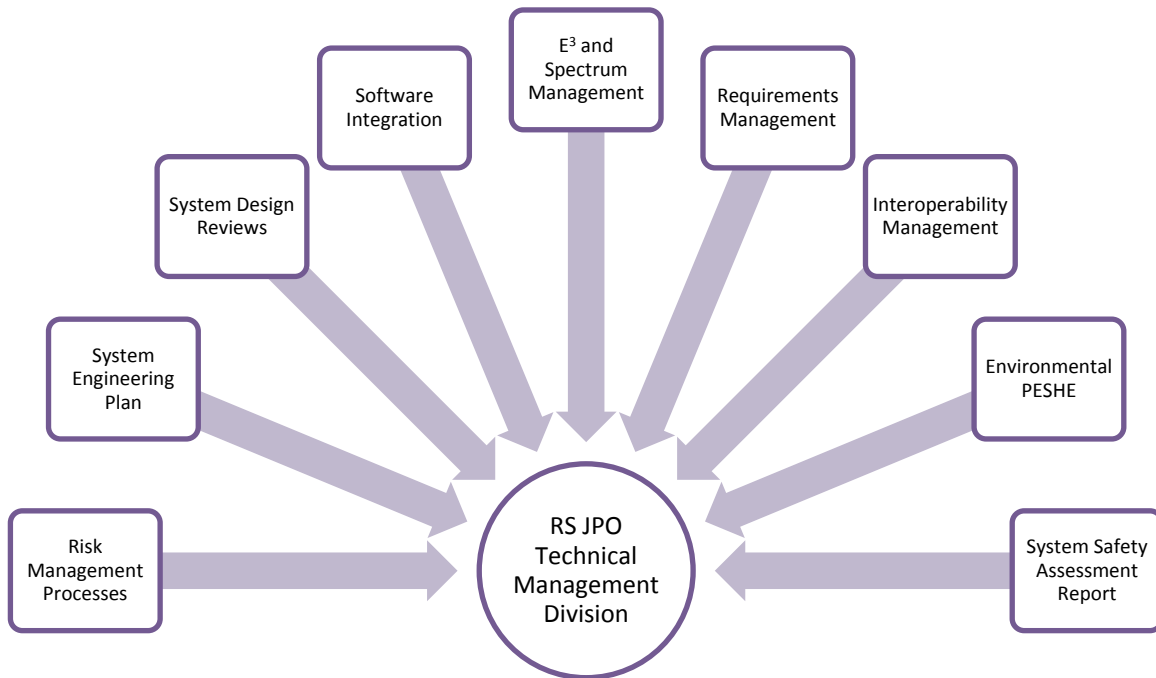 E³ and
Spectrum
Management
Software
Integration
Requirements
Management
System Design
Reviews
Interoperability
Management
System
Engineering
Plan
Environmental
PESHE
Risk
Management
Processes
RS JPO
Technical
Management
Division
System Safety
Assessment
Report